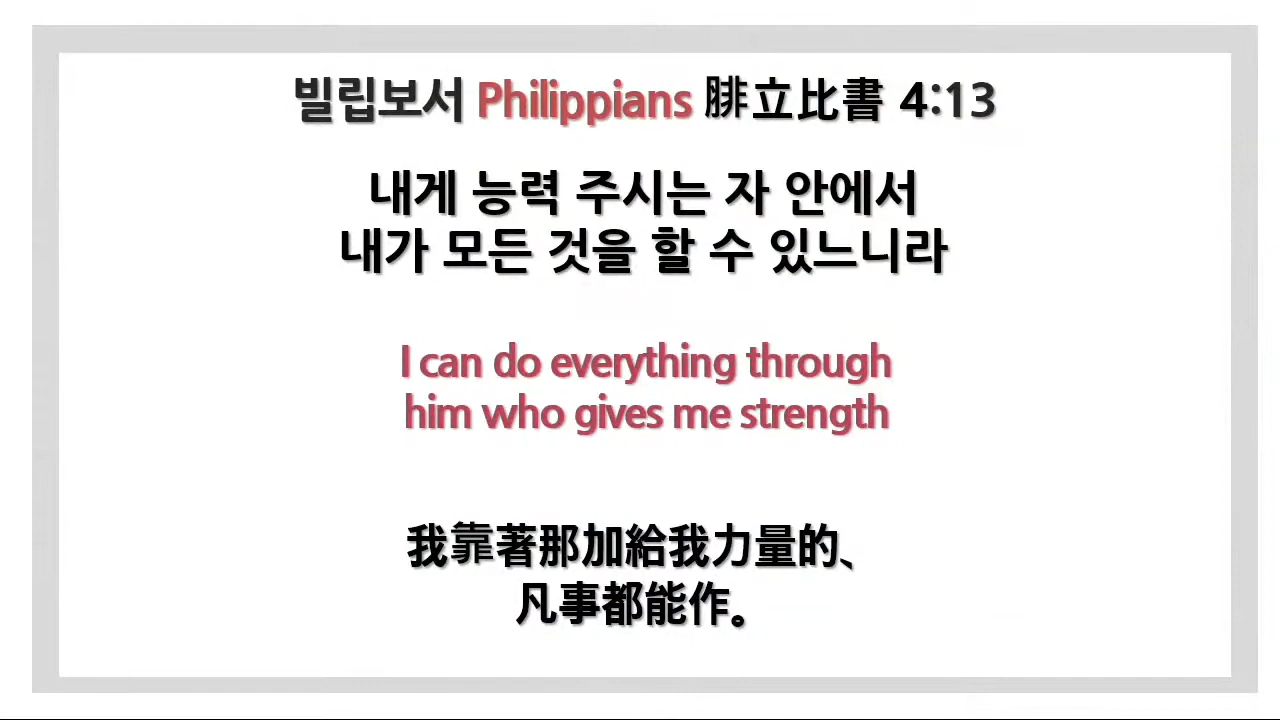 빌립보서 Philippians 腓立比書 4:13
내게 능력 주시는 자 안에서
내가 모든 것을 할 수 있느니라
I can do everything through
him who gives me strength
我靠著那加給我力量的、
凡事都能作。